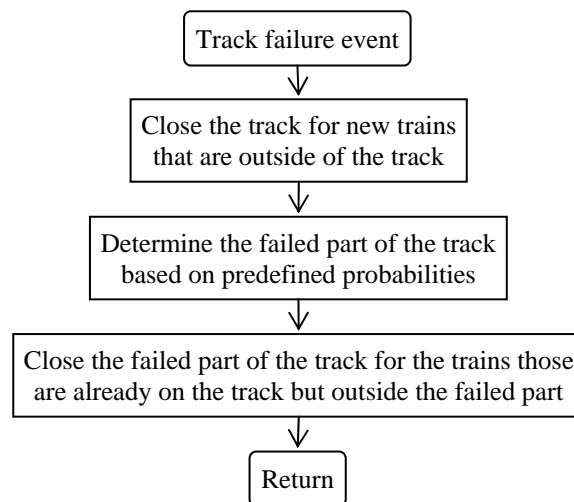 Track failure event
Close the track for new trains
that are outside of the track
Determine the failed part of the track
based on predefined probabilities
Close the failed part of the track for the trains those
are already on the track but outside the failed part
Return